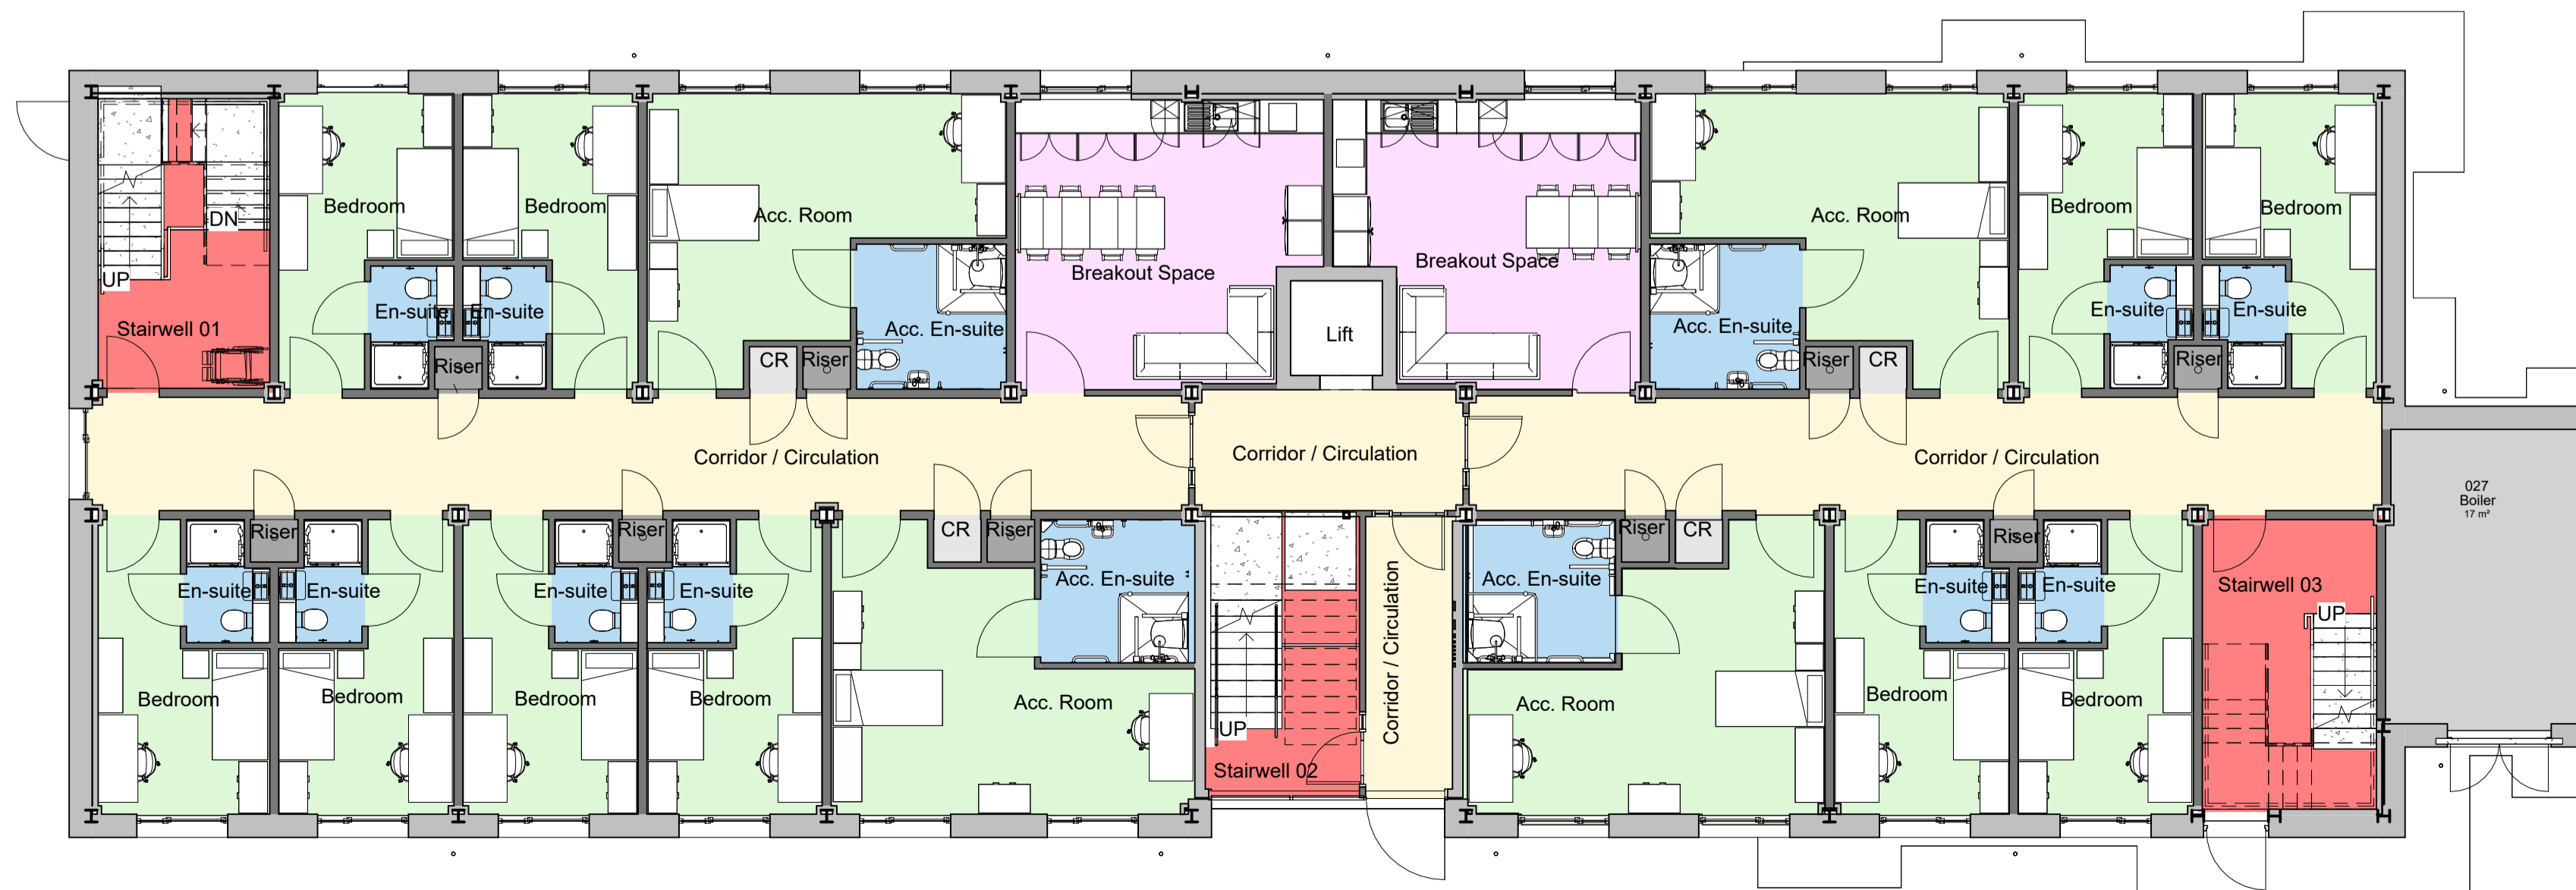 Bedroom
Bedroom
Acc. Room
DN
UP
Stairwell 01
En-suite
En-suite
Riser
CR
Riser
Acc. En-suite
Breakout Space
Lift
Breakout Space
Acc. En-suite
Acc. Room
Riser
CR
Bedroom
Bedroom
En-suite
En-suite
Riser
Corridor / Circulation
Corridor / Circulation
Corridor / Circulation
027
Boiler
17 m²
Riser
En-suite
En-suite
Bedroom
Bedroom
Riser
En-suite
En-suite
Bedroom
Bedroom
CR
Riser
Acc. En-suite
Acc. Room
UP
Stairwell 02
Corridor / Circulation
Acc. En-suite
Riser
CR
Acc. Room
Riser
En-suite
En-suite
Bedroom
Bedroom
Stairwell 03
UP